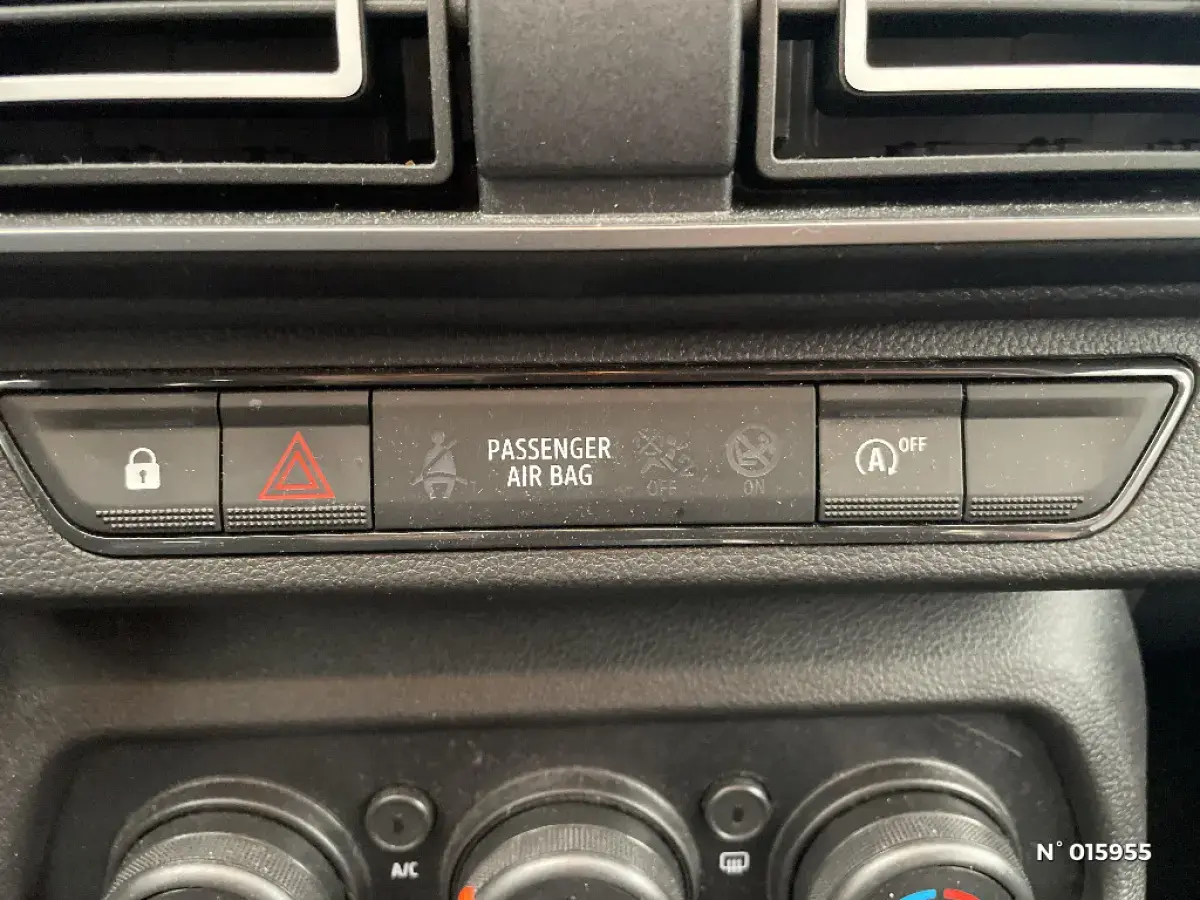 PASSENGER
AIR BAG
OFF
ON
A OFF
A/C
N° 015955